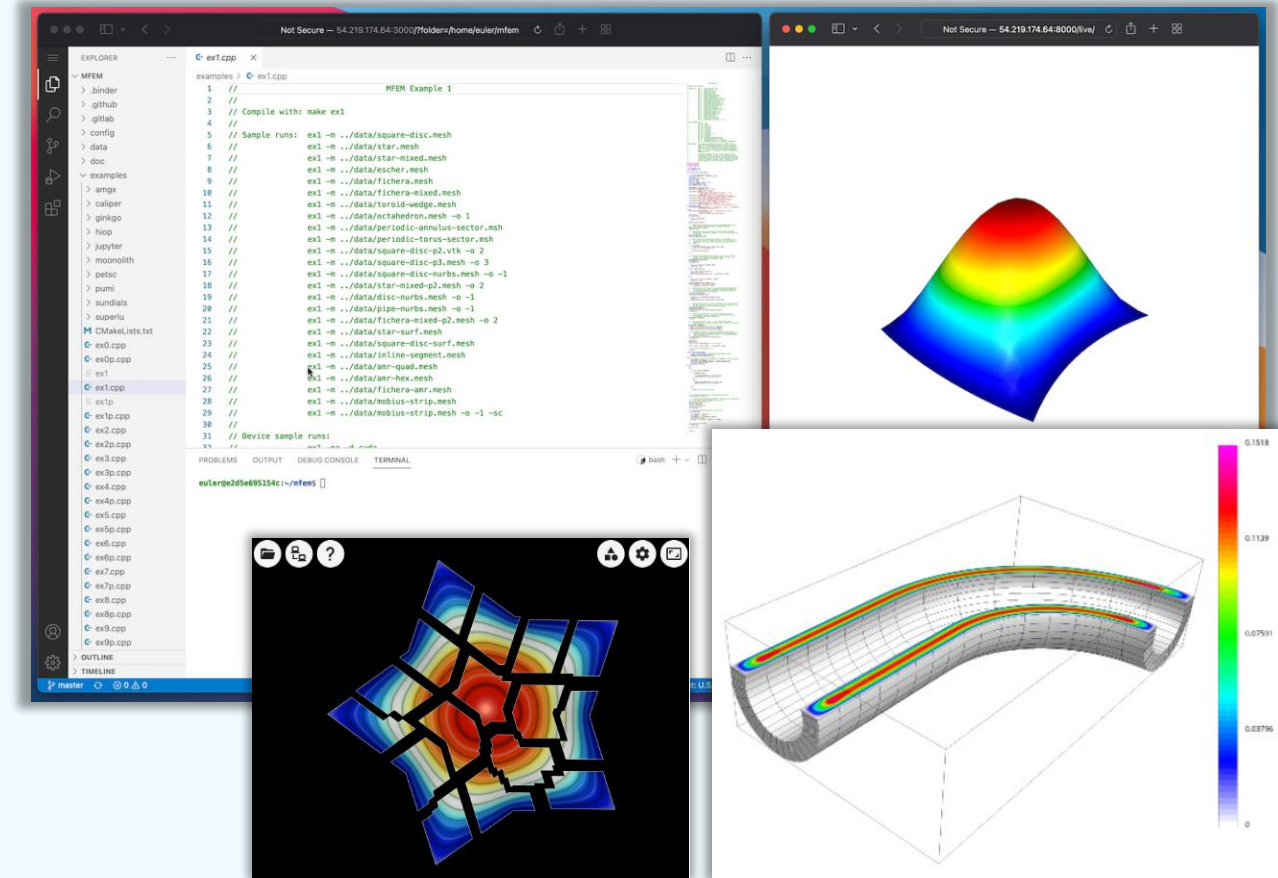 Not Secure — 54.219.174.64:3000/?folder=/home/euler/mfem
Not Secure — 54.219.174.64:8000/live/
EXPLORER
MFEM
.binder
.github
.gitlab
config
data
doc
examples
amgx
caliper
ginkgo
hiop
jupyter
moonolith
petsc
pumi
sundials
superlu
CMakeLists.txt
ex0.cpp
ex0p.cpp
ex1
ex1.cpp
ex1p
ex1p.cpp
ex2.cpp
ex2p.cpp
ex3.cpp
ex3p.cpp
ex4.cpp
ex4p.cpp
ex5.cpp
ex5p.cpp
ex6.cpp
ex6p.cpp
ex7.cpp
ex7p.cpp
ex8.cpp
ex8p.cpp
ex9.cpp
ex9p.cpp
OUTLINE
TIMELINE
master 0 0
ex1.cpp
examples > ex1.cpp
1 // MFEM Example 1
2 //
3 // Compile with: make ex1
4 //
5 // Sample runs: ex1 -m ../data/square-disc.mesh
6 // ex1 -m ../data/star.mesh
7 // ex1 -m ../data/star-mixed.mesh
8 // ex1 -m ../data/escher.mesh
9 // ex1 -m ../data/fichera.mesh
10 // ex1 -m ../data/fichera-mixed.mesh
11 // ex1 -m ../data/toroid-wedge.mesh
12 // ex1 -m ../data/octahedron.mesh -o 1
13 // ex1 -m ../data/periodic-annulus-sector.msh
14 // ex1 -m ../data/periodic-torus-sector.msh
15 // ex1 -m ../data/square-disc-p2.vtk -o 2
16 // ex1 -m ../data/square-disc-p3.mesh -o 3
17 // ex1 -m ../data/square-disc-nurbs.mesh -o -1
18 // ex1 -m ../data/star-mixed-p2.mesh -o 2
19 // ex1 -m ../data/disc-nurbs.mesh -o -1
20 // ex1 -m ../data/pipe-nurbs.mesh -o -1
21 // ex1 -m ../data/fichera-mixed-p2.mesh -o 2
22 // ex1 -m ../data/star-surf.mesh
23 // ex1 -m ../data/square-disc-surf.mesh
24 // ex1 -m ../data/inline-segment.mesh
25 // ex1 -m ../data/amr-quad.mesh
26 // ex1 -m ../data/amr-hex.mesh
27 // ex1 -m ../data/fichera-amr.mesh
28 // ex1 -m ../data/mobius-strip.mesh
29 // ex1 -m ../data/mobius-strip.mesh -o -1 -sc
30 //
31 // Device sample runs:
PROBLEMS OUTPUT DEBUG CONSOLE TERMINAL
bash
euler@e2d5e695154c:~/mfem$
?
0.1518
0.1139
0.07591
0.03796
0